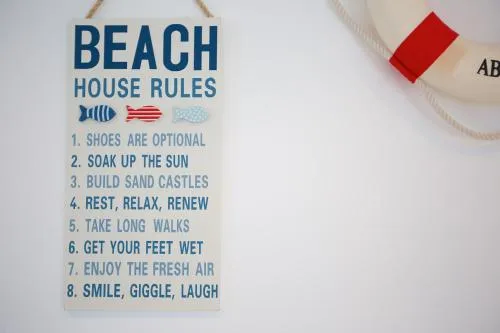 BEACH
HOUSE RULES
1. SHOES ARE OPTIONAL
2. SOAK UP THE SUN
3. BUILD SAND CASTLES
4. REST, RELAX, RENEW
5. TAKE LONG WALKS
6. GET YOUR FEET WET
7. ENJOY THE FRESH AIR
8. SMILE, GIGGLE, LAUGH
AB